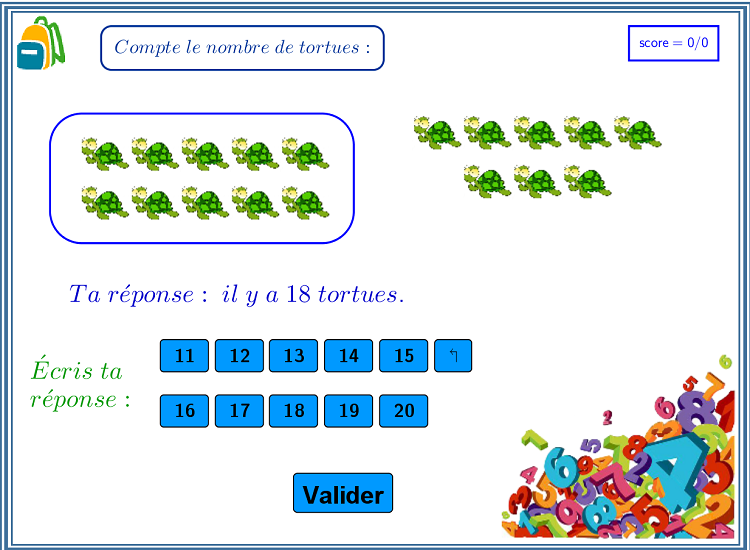 Compte le nombre de tortues :
score = 0/0
Ta réponse : il y a 18 tortues.
Écris ta
réponse :
11 12 13 14 15 ↰
16 17 18 19 20
Valider